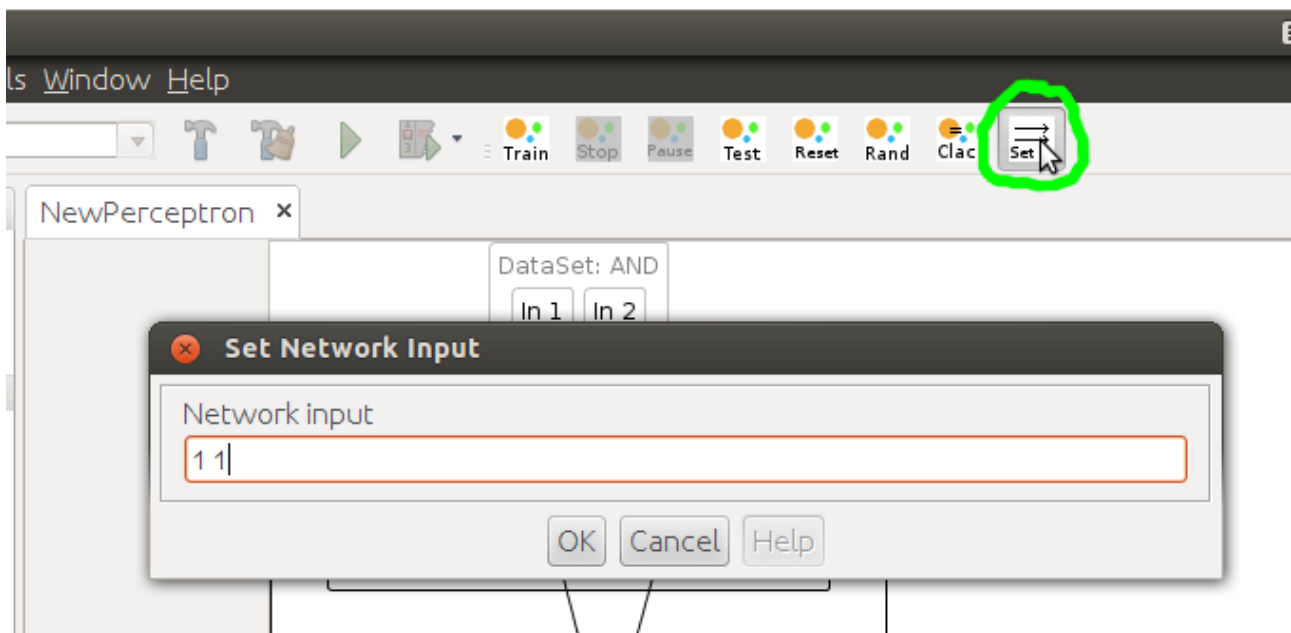 ls Window Help
Train Stop Pause Test Reset Rand Clac Set
NewPerceptron ×
DataSet: AND
In 1 In 2
Set Network Input
Network input
1 1
OK Cancel Help